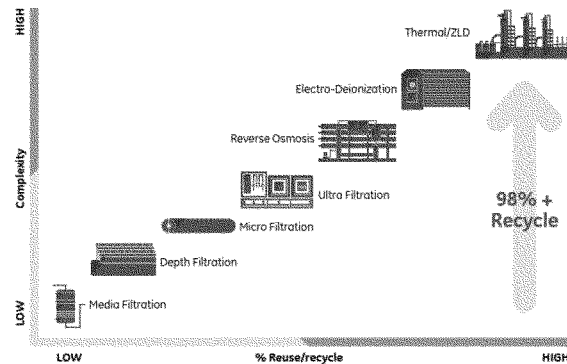 HIGH
Thermal/ZLD
Electro-Deionization
Reverse Osmosis
Complexity
Ultra Filtration
98% +
Recycle
Micro Filtration
Depth Filtration
Media Filtration
LOW
LOW
% Reuse/recycle
HIGH